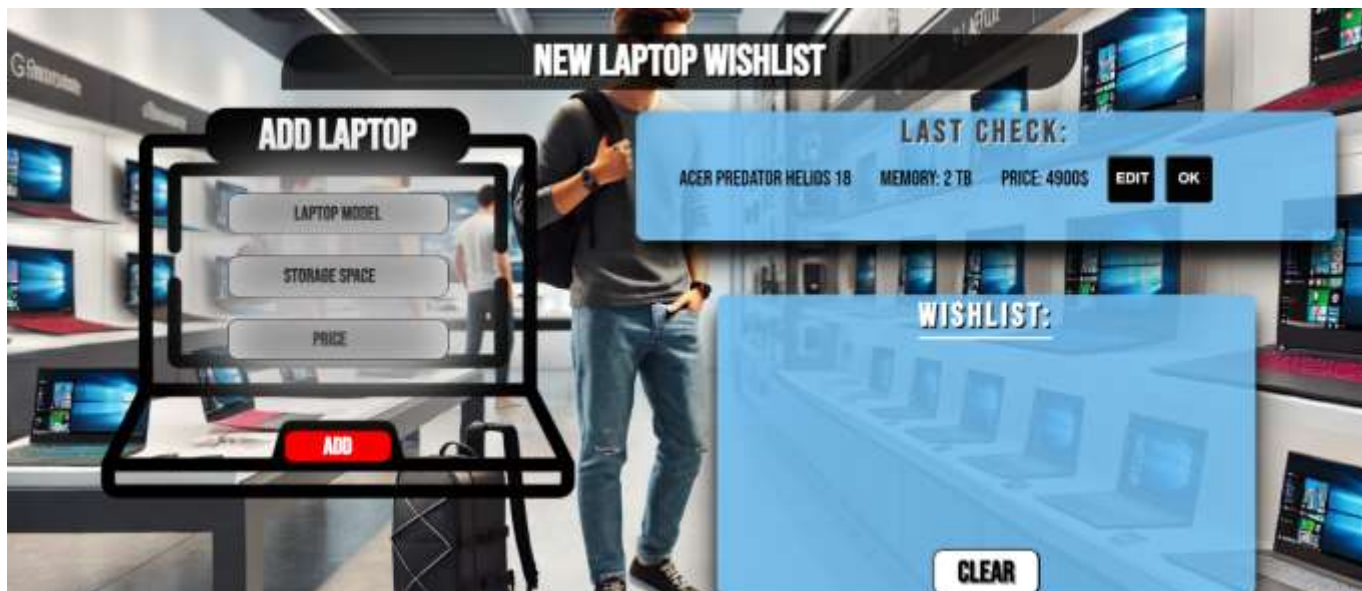 NEW LAPTOP WISHLIST
ADD LAPTOP
LAPTOP MODEL
STORAGE SPACE
PRICE
ADD
LAST CHECK:
ACER PREDATOR HELIOS 18 MEMORY: 2 TB PRICE: 4900$ EDIT OK
WISHLIST:
CLEAR